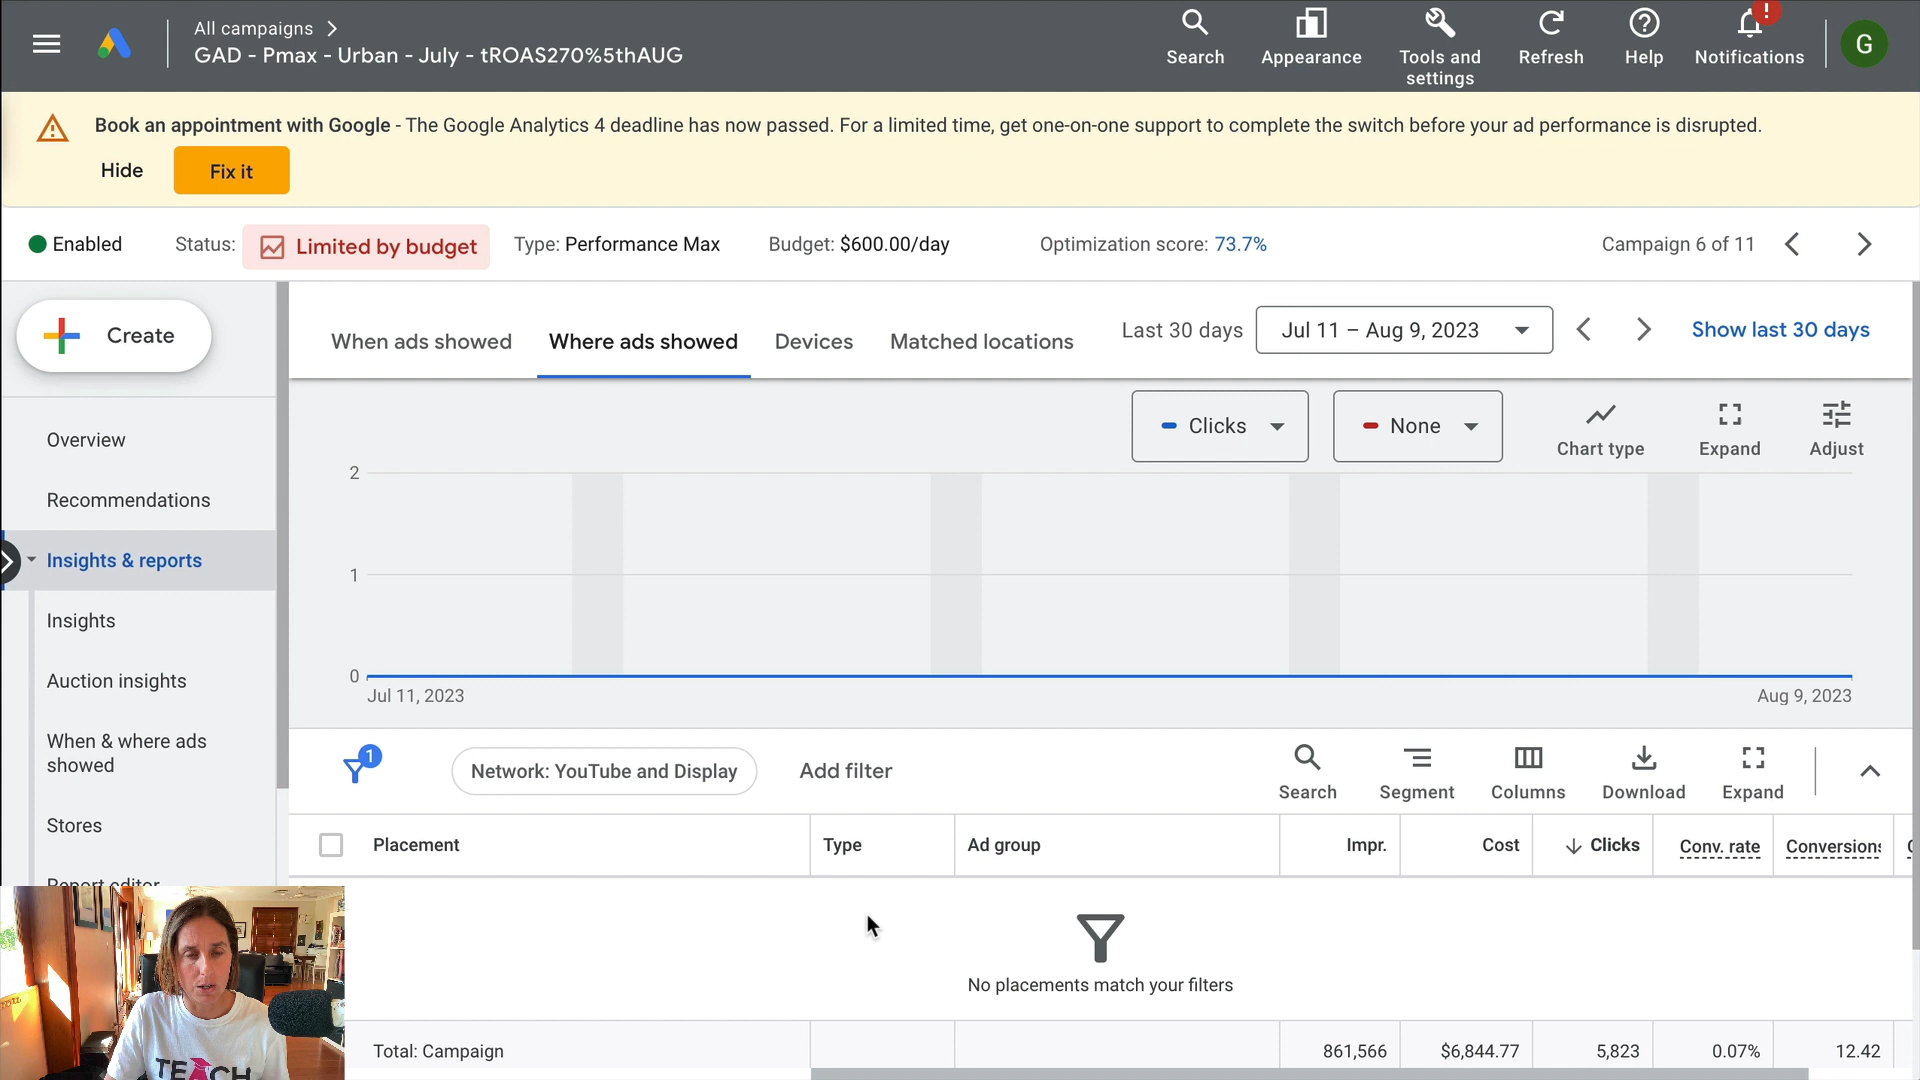 All campaigns
GAD - Pmax - Urban - July - tROAS270%5thAUG
Search
Appearance
Tools and
settings
Refresh
Help
!
Notifications
G
Book an appointment with Google - The Google Analytics 4 deadline has now passed. For a limited time, get one-on-one support to complete the switch before your ad performance is disrupted.
Hide
Fix it
Enabled
Status:
Limited by budget
Type: Performance Max
Budget: $600.00/day
Optimization score: 73.7%
Campaign 6 of 11
Create
Overview
Recommendations
Insights & reports
Insights
Auction insights
When & where ads
showed
Stores
Report editor
When ads showed
Where ads showed
Devices
Matched locations
Last 30 days
Jul 11 – Aug 9, 2023
Show last 30 days
Clicks
None
Chart type
Expand
Adjust
2
1
0
Jul 11, 2023
Aug 9, 2023
1
Network: YouTube and Display
Add filter
Search
Segment
Columns
Download
Expand
Placement
Type
Ad group
Impr.
Cost
Clicks
Conv. rate
Conversions
No placements match your filters
Total: Campaign
861,566
$6,844.77
5,823
0.07%
12.42
TEACH